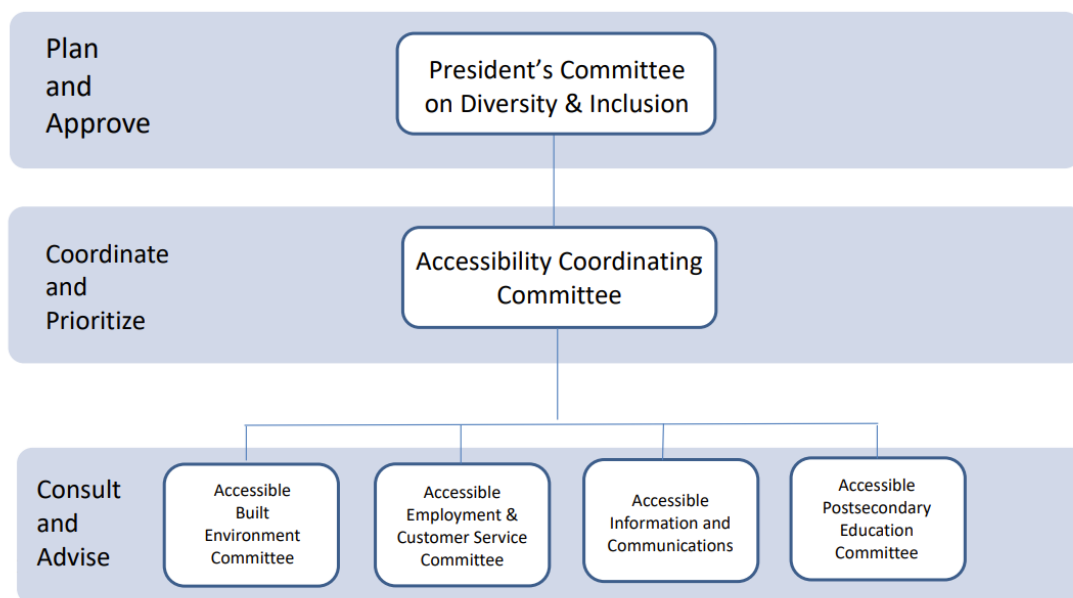 Plan
and
Approve
President’s Committee
on Diversity & Inclusion
Coordinate
and
Prioritize
Accessibility Coordinating
Committee
Consult
and
Advise
Accessible
Built
Environment
Committee
Accessible
Employment &
Customer Service
Committee
Accessible
Information and
Communications
Accessible
Postsecondary
Education
Committee